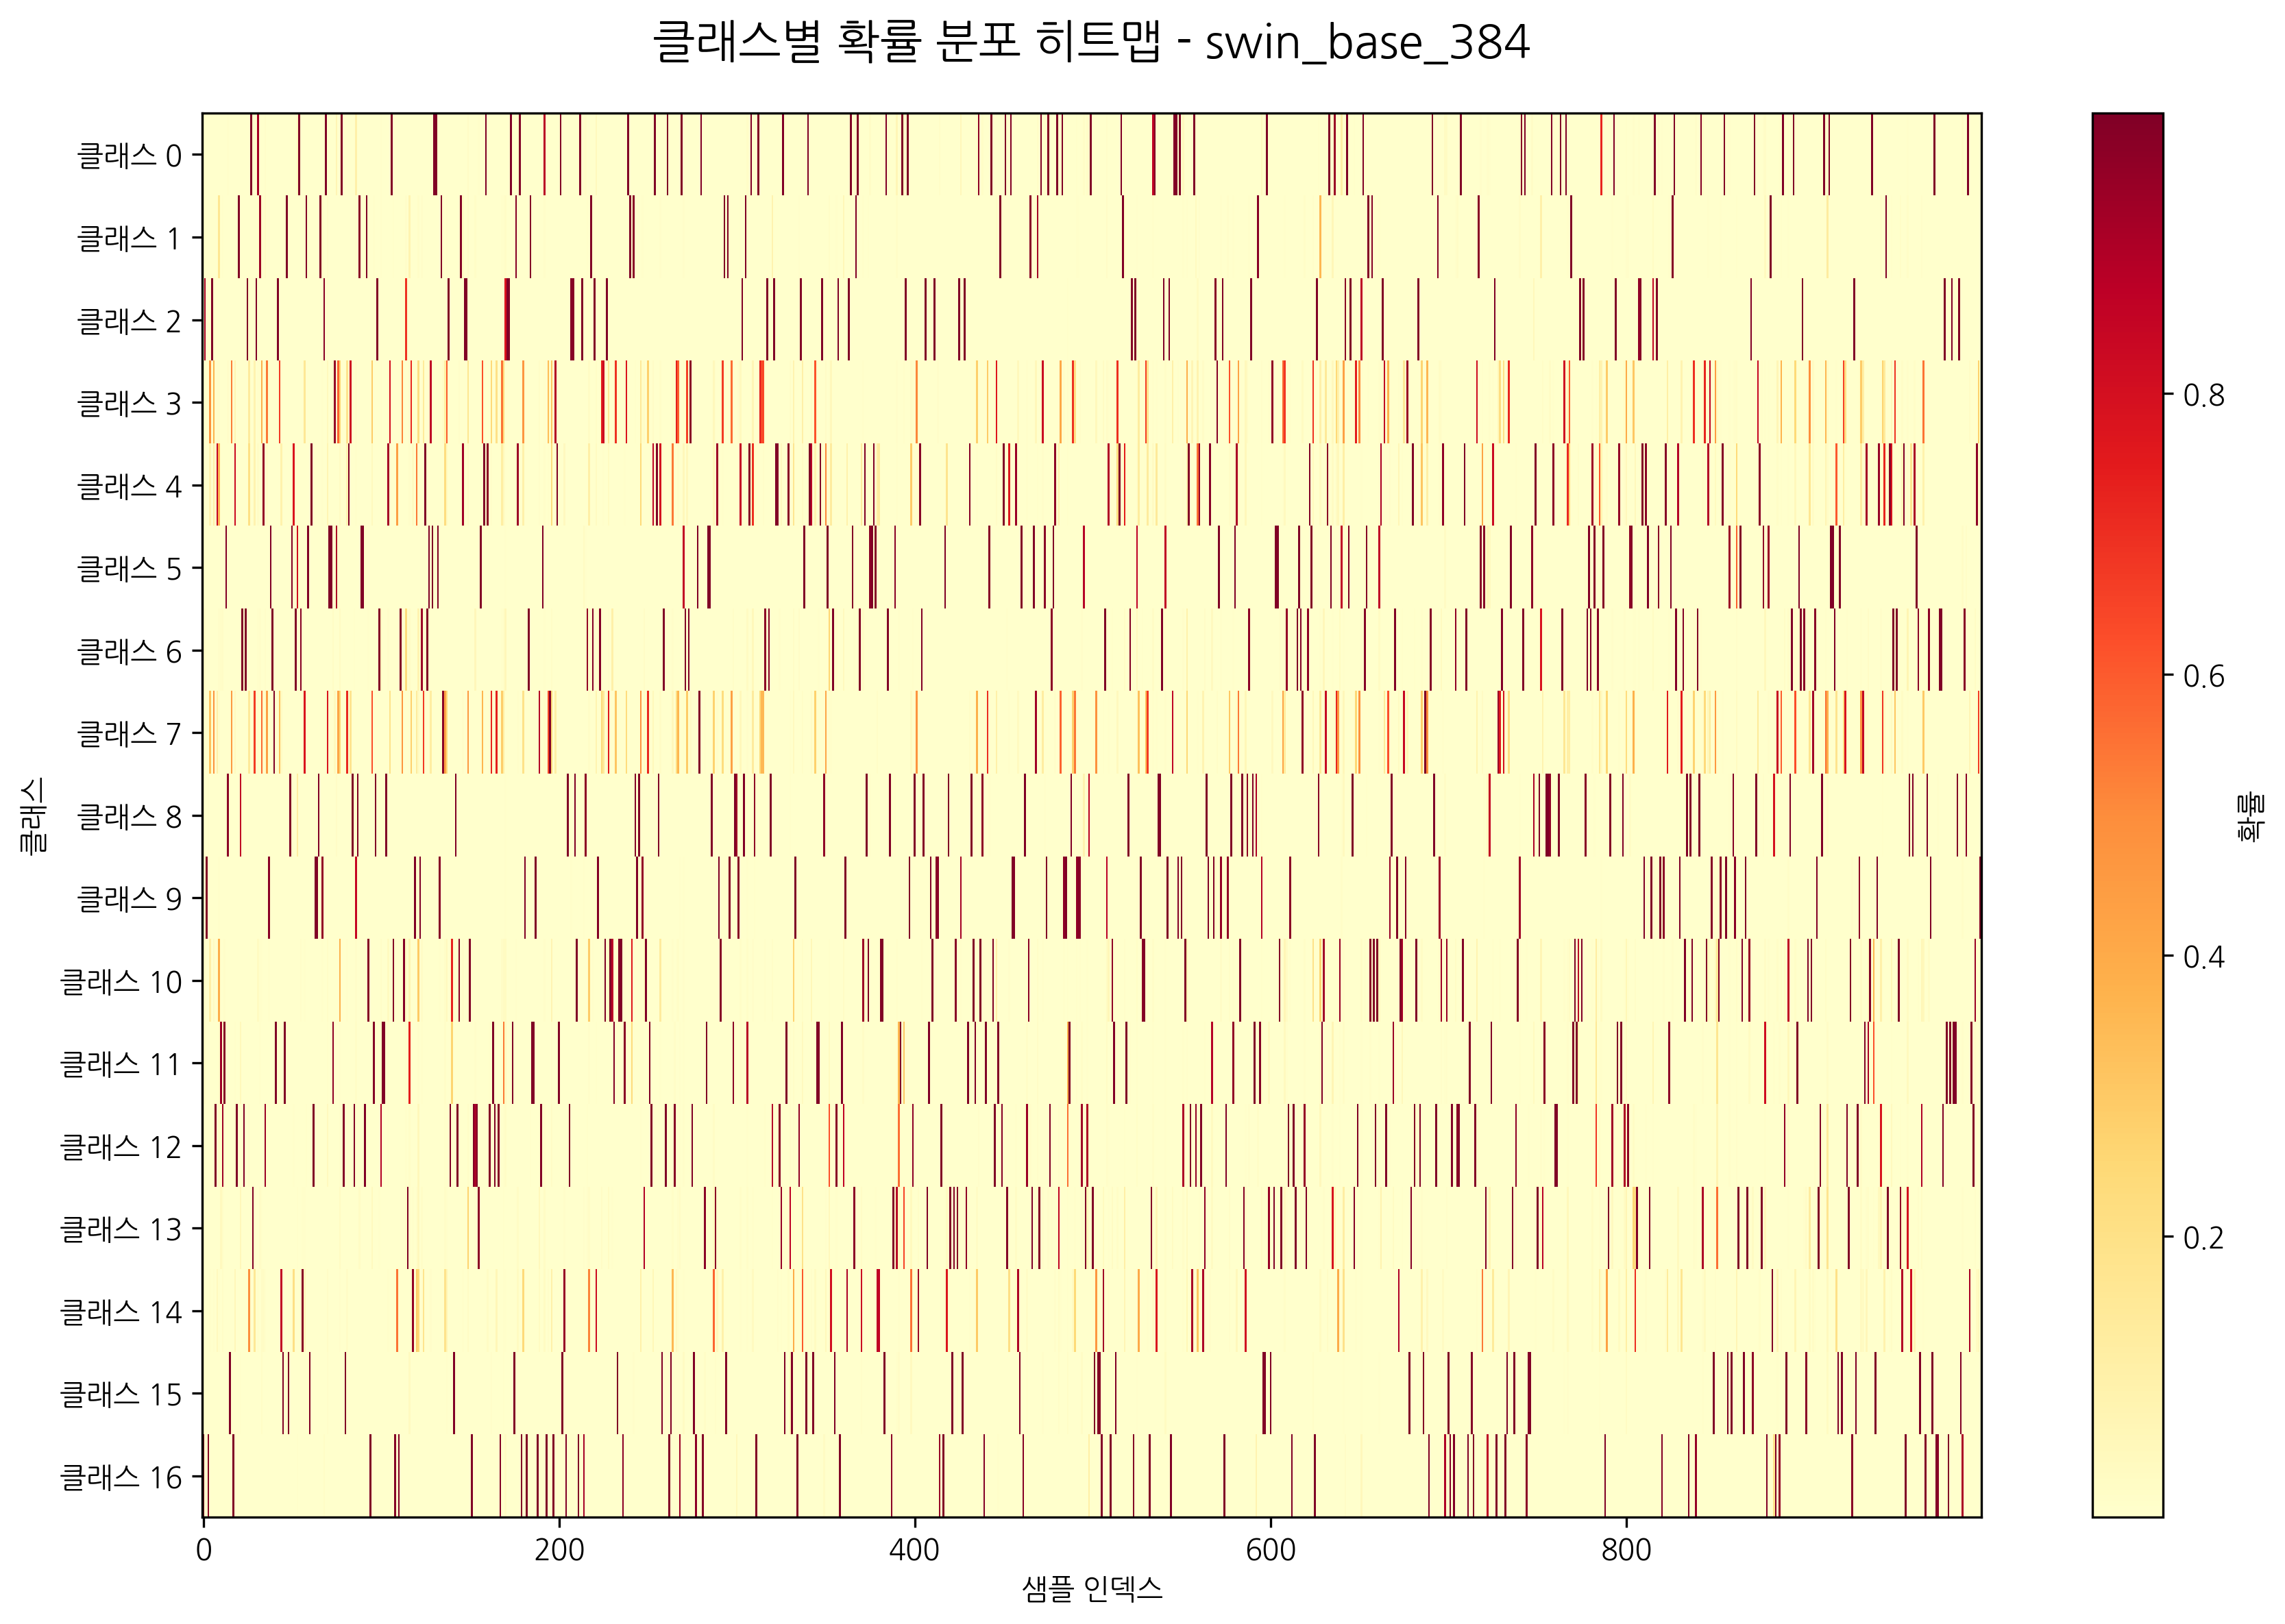 클래스별 확률 분포 히트맵 - swin_base_384
클래스 0
클래스 1
클래스 2
클래스 3
클래스 4
클래스 5
클래스 6
클래스 7
클래스 8
클래스 9
클래스 10
클래스 11
클래스 12
클래스 13
클래스 14
클래스 15
클래스 16
클래스
0 200 400 600 800
샘플 인덱스
0.8
0.6
0.4
0.2
확률